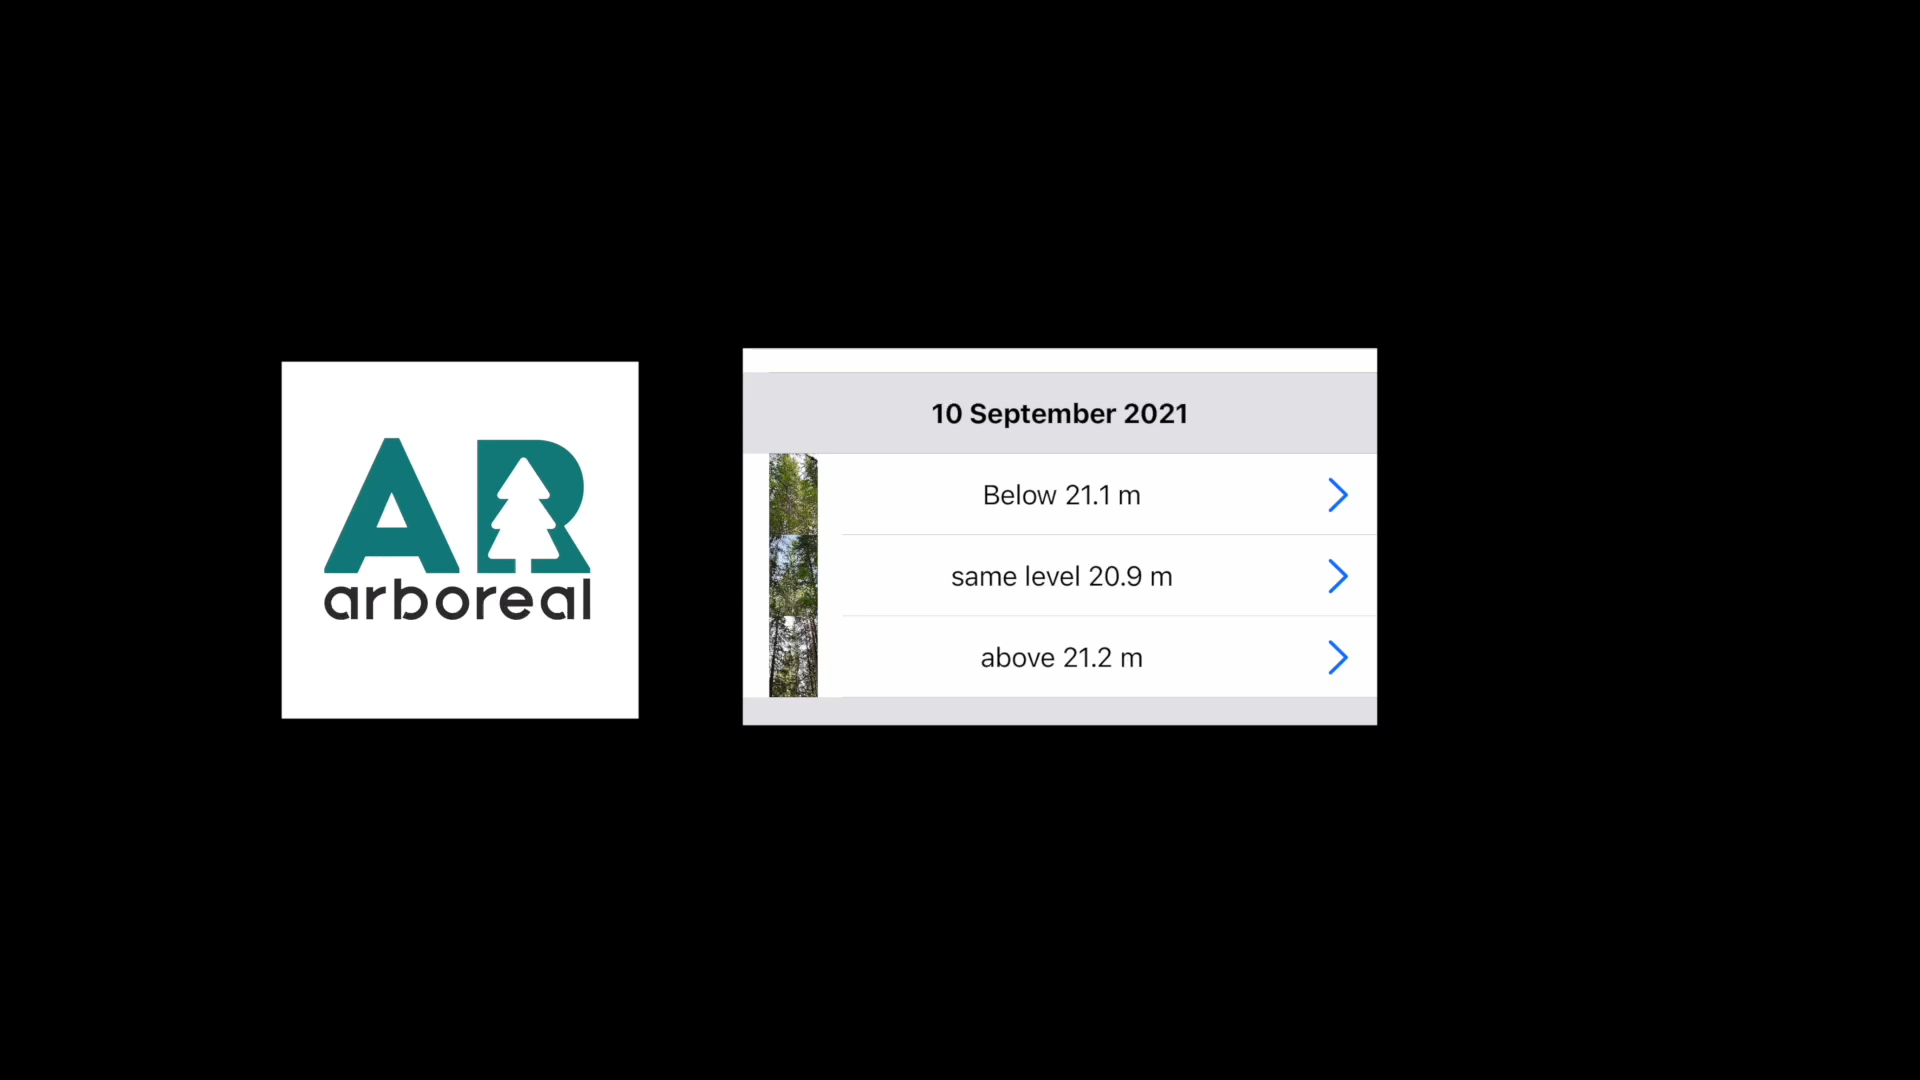 AR
arboreal
10 September 2021
Below 21.1 m
same level 20.9 m
above 21.2 m